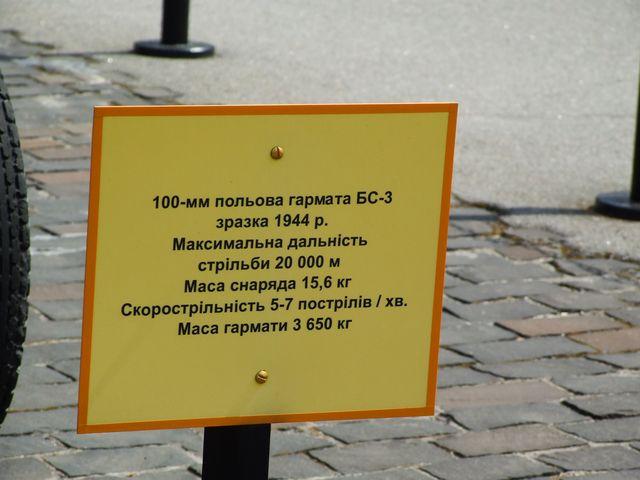 100-мм польова гармата БС-3
зразка 1944 р.
Максимальна дальність
стрільби 20 000 м
Маса снаряда 15,6 кг
Скорострільність 5-7 пострілів / хв.
Маса гармати 3 650 кг